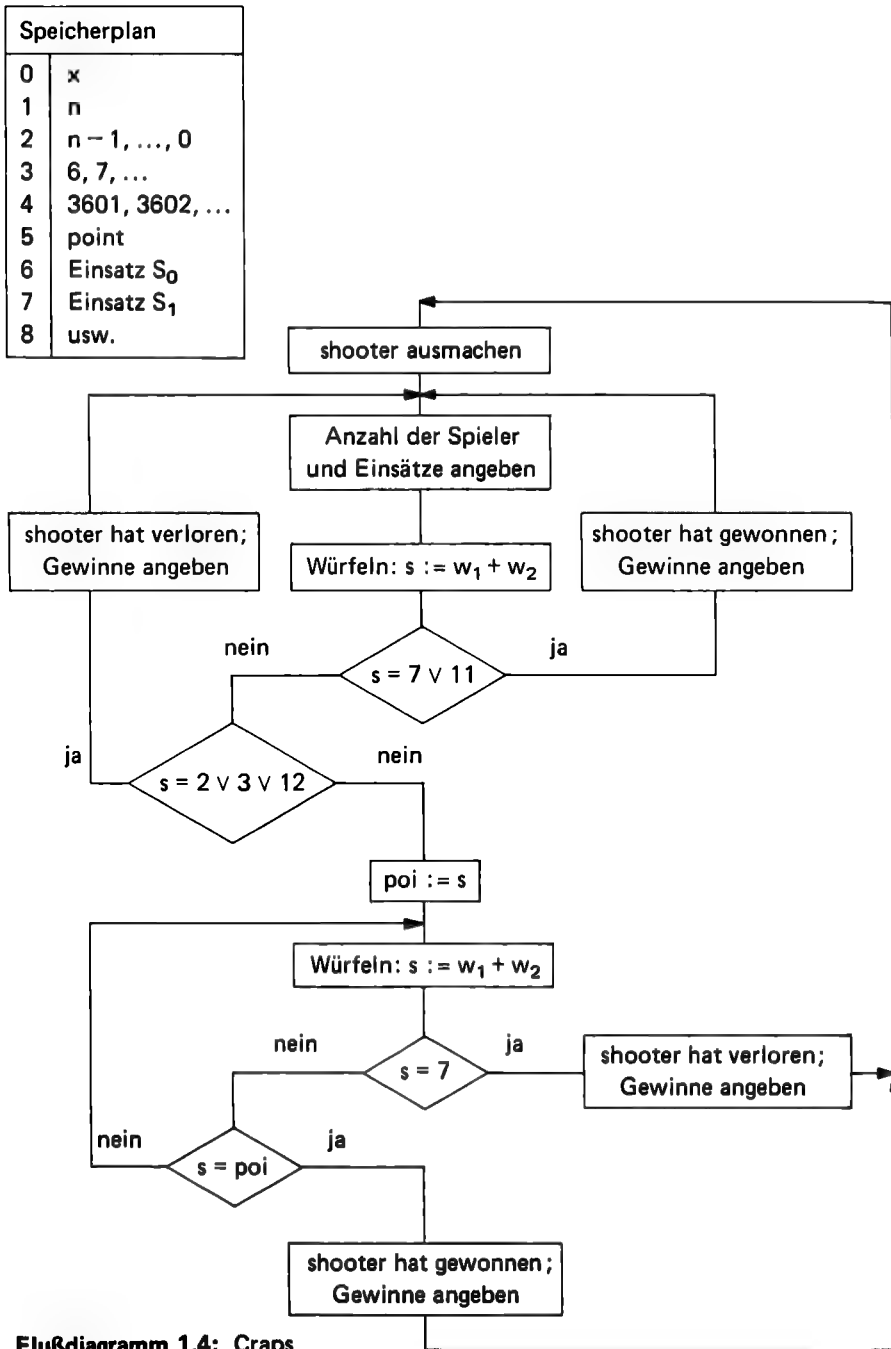 Speicherplan
0 x
1 n
2 n − 1, ..., 0
3 6, 7, ...
4 3601, 3602, ...
5 point
6 Einsatz S₀
7 Einsatz S₁
8 usw.
shooter ausmachen
Anzahl der Spieler
und Einsätze angeben
shooter hat verloren;
Gewinne angeben
Würfeln: s := w₁ + w₂
shooter hat gewonnen;
Gewinne angeben
nein
ja
s = 7 ∨ 11
ja
nein
s = 2 ∨ 3 ∨ 12
poi := s
Würfeln: s := w₁ + w₂
nein
ja
s = 7
shooter hat verloren;
Gewinne angeben
nein
ja
s = poi
shooter hat gewonnen;
Gewinne angeben
Flußdiagramm 1.4: Craps